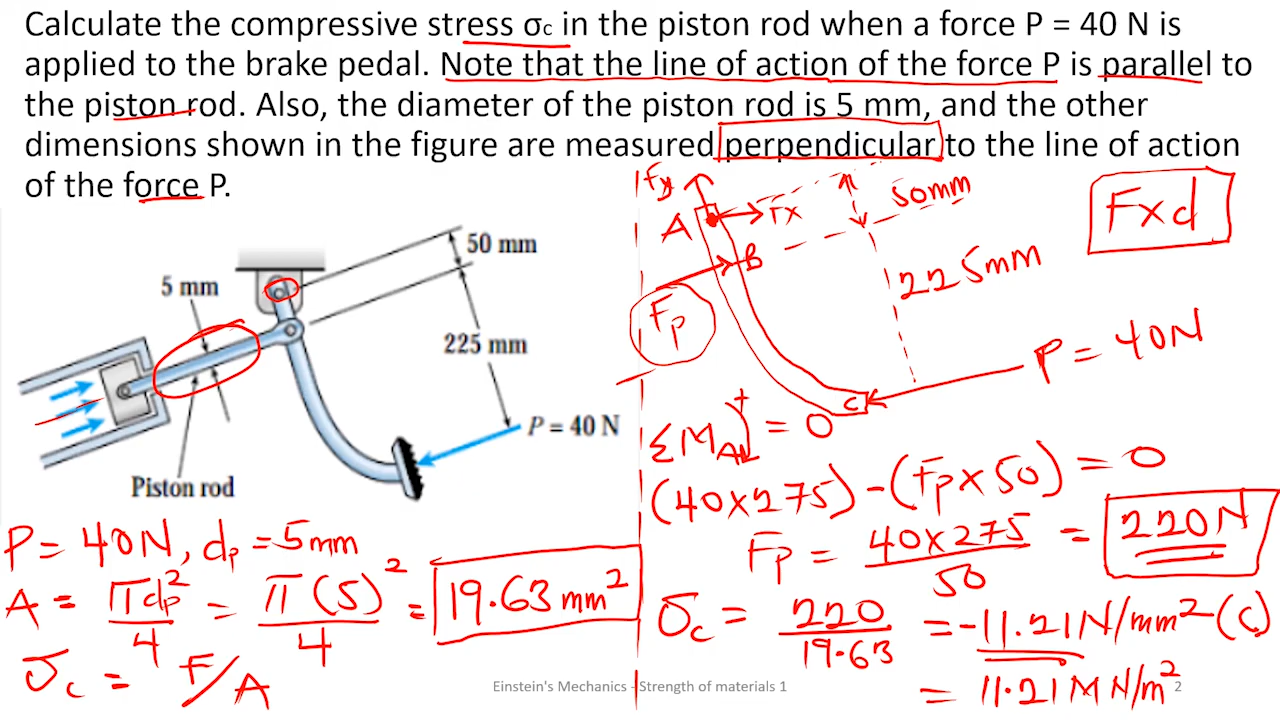 Calculate the compressive stress σc in the piston rod when a force P = 40 N is
applied to the brake pedal. Note that the line of action of the force P is parallel to
the piston rod. Also, the diameter of the piston rod is 5 mm, and the other
dimensions shown in the figure are measured perpendicular to the line of action
of the force P.
50 mm
5 mm
225 mm
P = 40 N
Piston rod
P = 40N, dp = 5mm
A = πdp²/4 = π(5)²/4 = 19.63 mm²
σc = F/A
Fy
A
Fx
50mm
Fxd
B
225mm
Fp
P = 40N
C
ΣMA = 0
+
(40×275) - (Fp×50) = 0
Fp = 40×275/50 = 220N
σc = 220/19.63 = -11.21N/mm² (C)
= 11.21 MN/m²
Einstein's Mechanics - Strength of materials 1
2